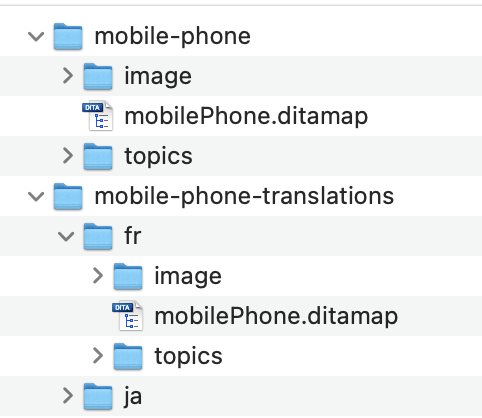 mobile-phone
image
DITA mobilePhone.ditamap
topics
mobile-phone-translations
fr
image
DITA mobilePhone.ditamap
topics
ja